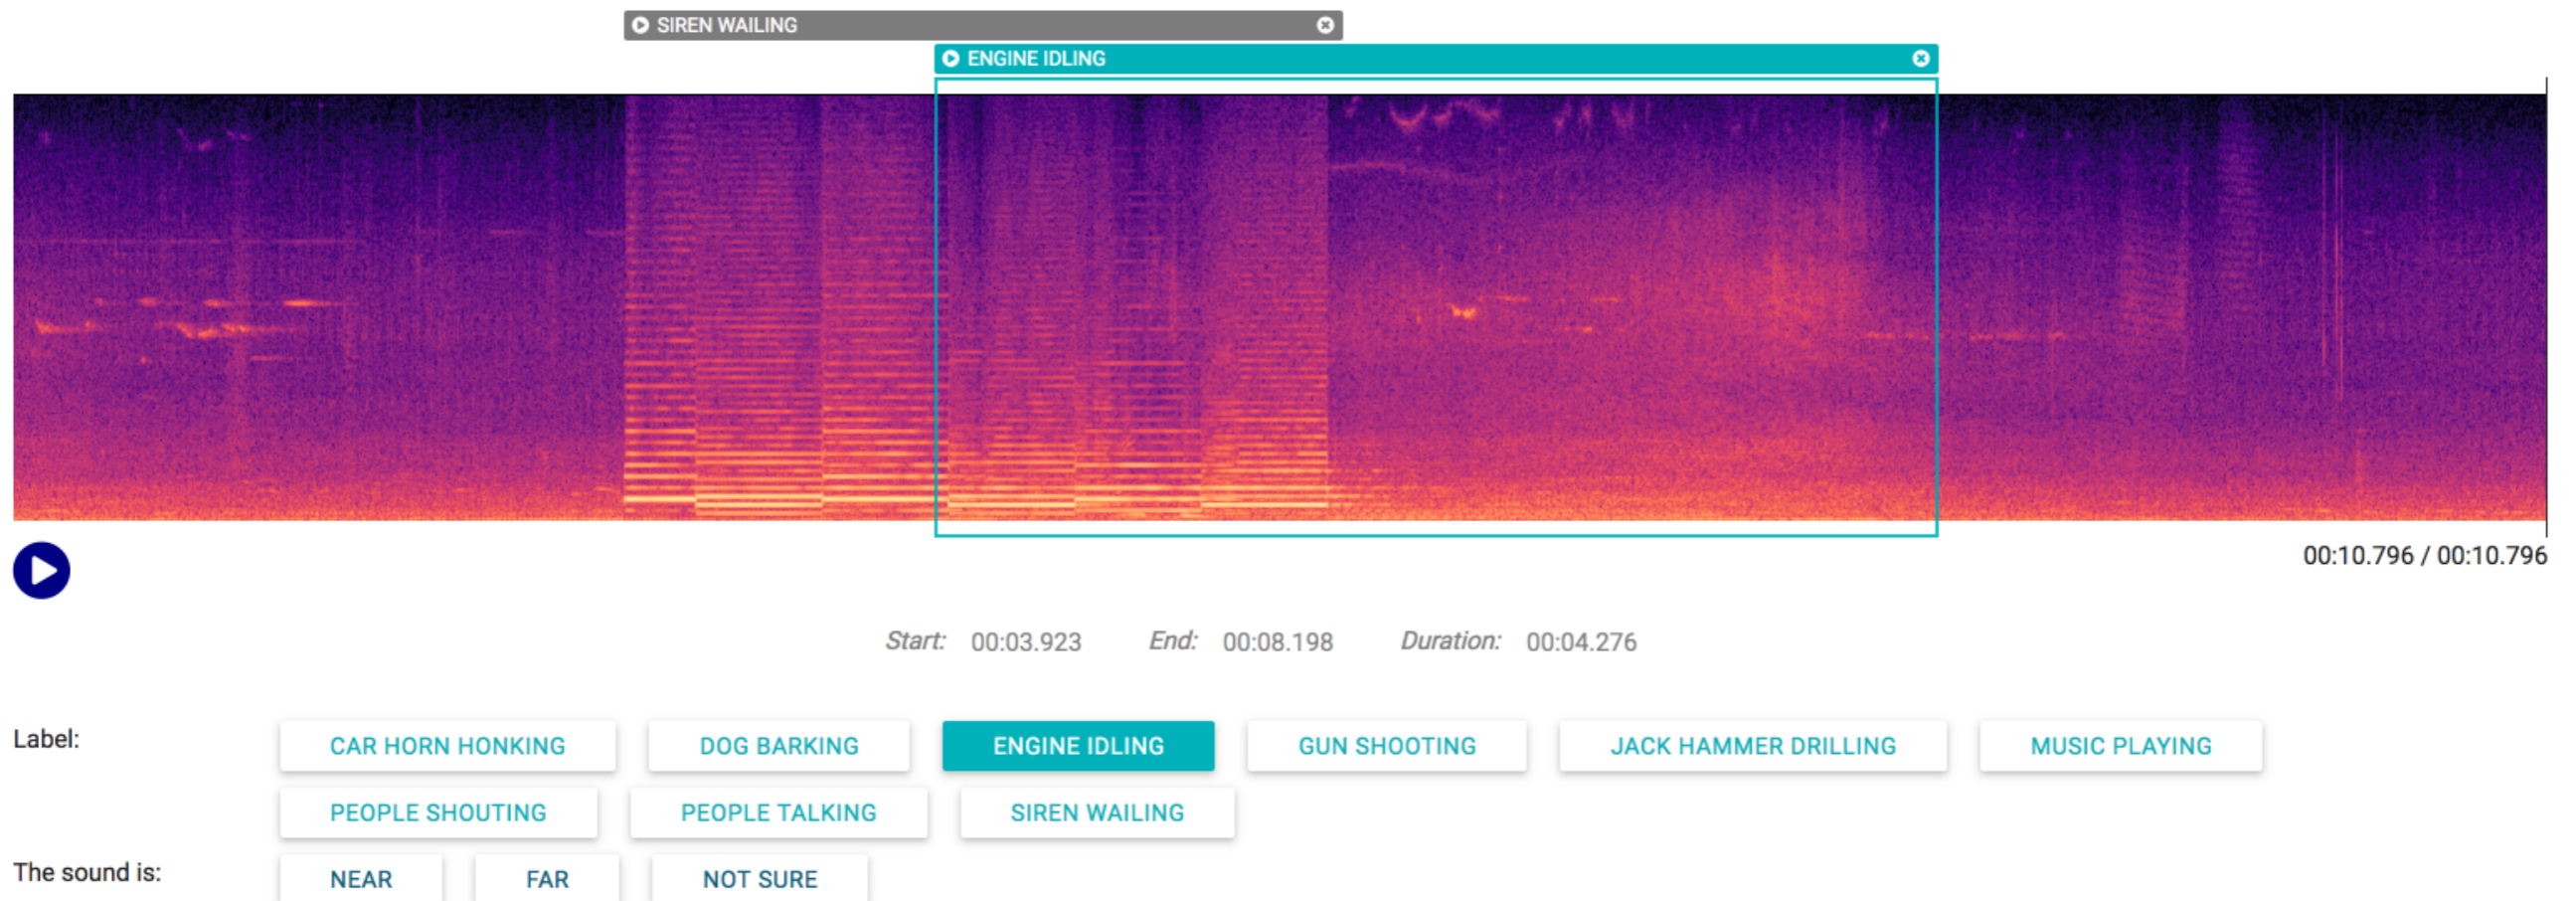 SIREN WAILING
ENGINE IDLING
00:10.796 / 00:10.796
Start: 00:03.923 End: 00:08.198 Duration: 00:04.276
Label: CAR HORN HONKING DOG BARKING ENGINE IDLING GUN SHOOTING JACK HAMMER DRILLING MUSIC PLAYING
PEOPLE SHOUTING PEOPLE TALKING SIREN WAILING
The sound is: NEAR FAR NOT SURE